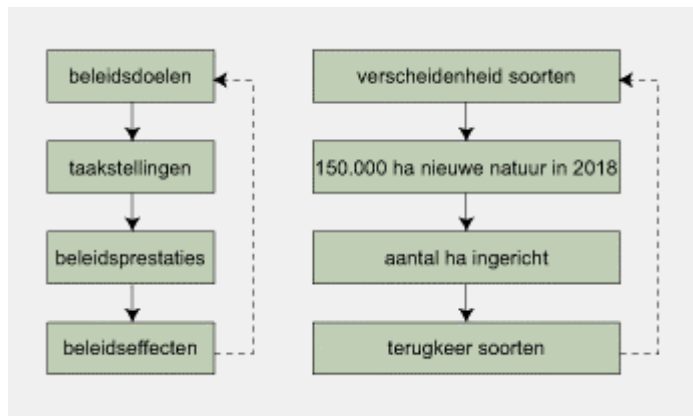 beleidsdoelen
taakstellingen
beleidsprestaties
beleidseffecten
verscheidenheid soorten
150.000 ha nieuwe natuur in 2018
aantal ha ingericht
terugkeer soorten